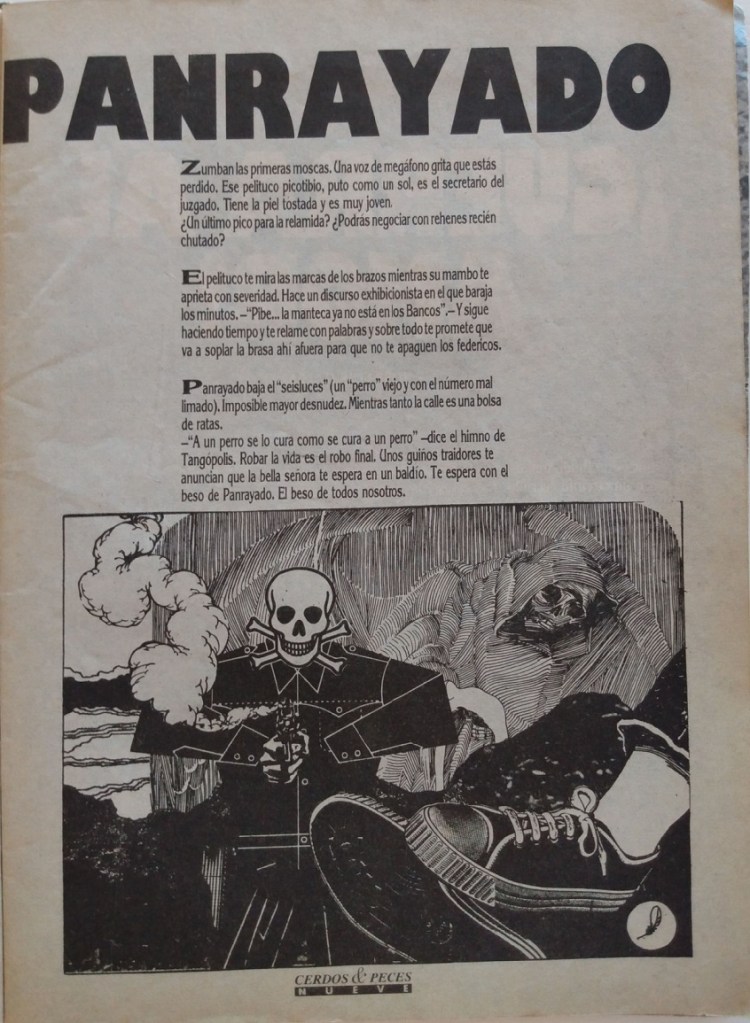 PANRAYADO
Zumban las primeras moscas. Una voz de megáfono grita que estás
perdido. Ese pelituco picotibio, puto como un sol, es el secretario del
juzgado. Tiene la piel tostada y es muy joven.
¿Un último pico para la relamida? ¿Podrás negociar con rehenes recién
chutado?
El pelituco te mira las marcas de los brazos mientras su mambo te
aprieta con severidad. Hace un discurso exhibicionista en el que baraja
los minutos. –"Pibe... la manteca ya no está en los Bancos".– Y sigue
haciendo tiempo y te relame con palabras y sobre todo te promete que
va a soplar la brasa ahí afuera para que no te apaguen los federicos.
Panrayado baja el "seisluces" (un "perro" viejo y con el número mal
limado). Imposible mayor desnudez. Mientras tanto la calle es una bolsa
de ratas.
–"A un perro se lo cura como se cura a un perro" –dice el himno de
Tangópolis. Robar la vida es el robo final. Unos guiños traidores te
anuncian que la bella señora te espera en un baldío. Te espera con el
beso de Panrayado. El beso de todos nosotros.
CERDOS & PECES
NUEVE